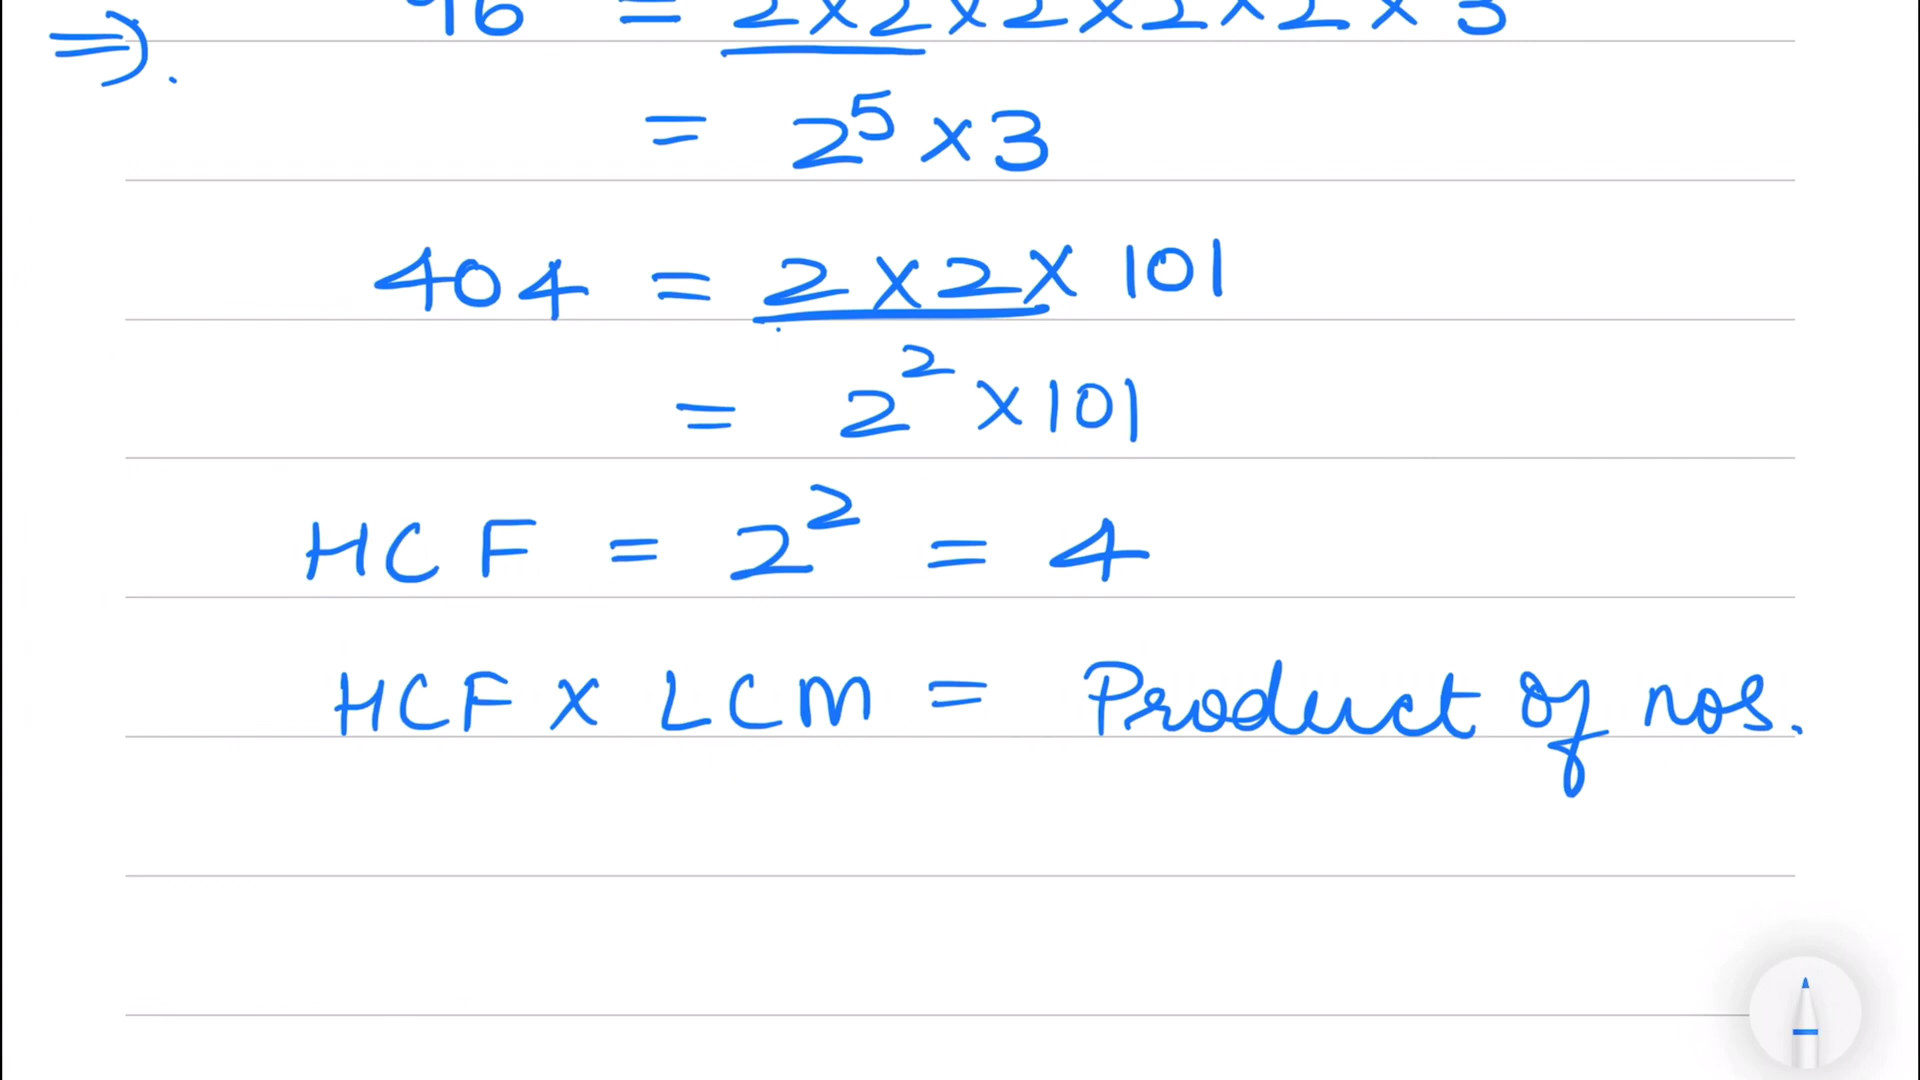 ⇒). 96 = 2×2×2×2×2×3
= 2⁵×3
404 = 2×2×101
= 2²×101
HCF = 2² = 4
HCF × LCM = Product of nos.